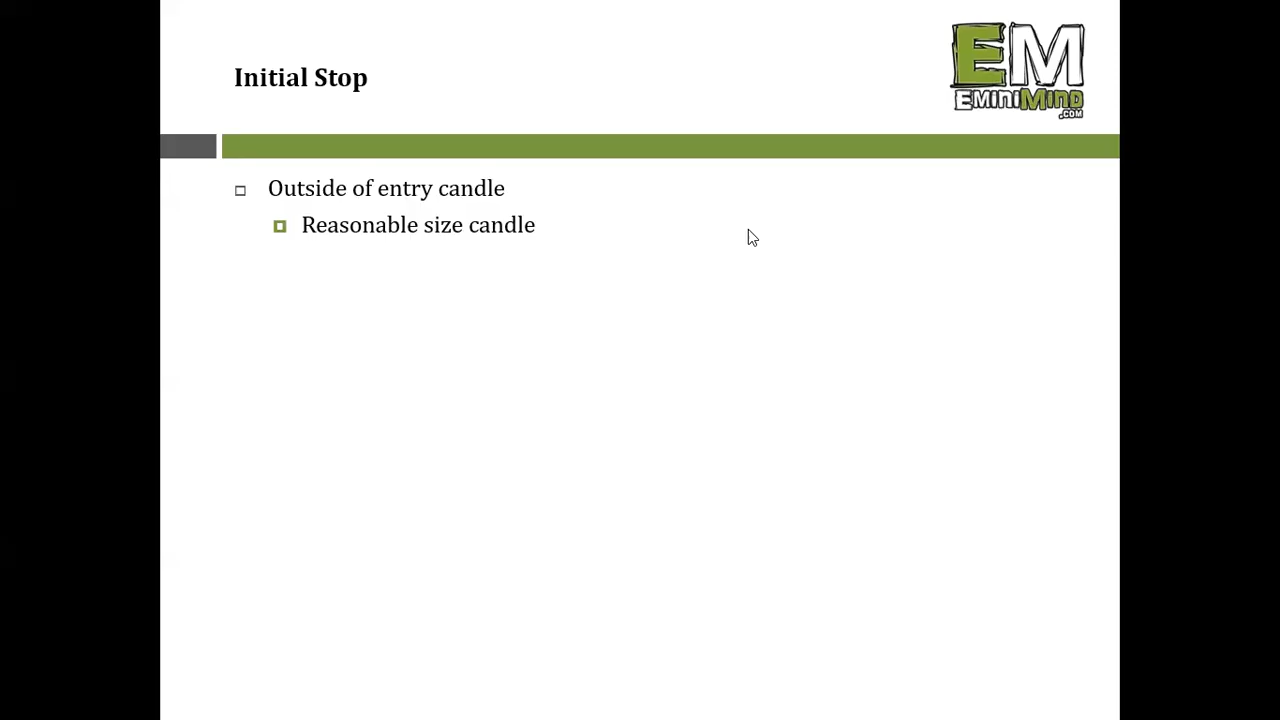 EM
EMiniMind
.COM
Initial Stop
Outside of entry candle
Reasonable size candle